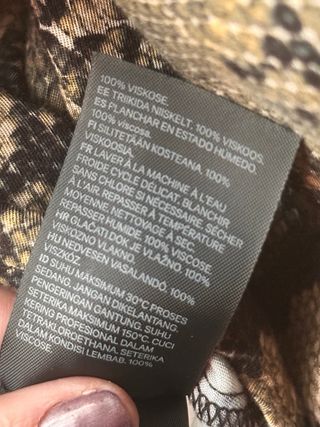 100% VISKOSE.
EE TRIIKIDA NIISKELT. 100% VISKOOS.
ES PLANCHAR EN ESTADO HUMEDO.
100% viscosa.
FI SILITETÄÄN KOSTEANA. 100%
VISKOOSIA.
FR LAVER À LA MACHINE À L'EAU
FROIDE CYCLE DÉLICAT. BLANCHIR
SANS CHLORE SI NÉCESSAIRE. SÉCHER
À L'AIR. REPASSER À TEMPÉRATURE
MOYENNE. NETTOYAGE À SEC.
REPASSER HUMIDE 100% VISCOSE.
HR GLAČATI DOK JE VLAŽNO. 100%
VISKOZNO VLAKNO.
HU NEDVESEN VASALANDÓ. 100%
VISZKÓZ
ID SUHU MAKSIMUM 30°C PROSES
SEDANG. JANGAN DIKELANTANG.
PENGERINGAN GANTUNG. SUHU
SETERIKA MAKSIMUM 150°C. CUCI
KERING PROFESIONAL DALAM
TETRAKLOROETHANA. SETERIKA
DALAM KONDISI LEMBAB. 100%
VISCOSE.